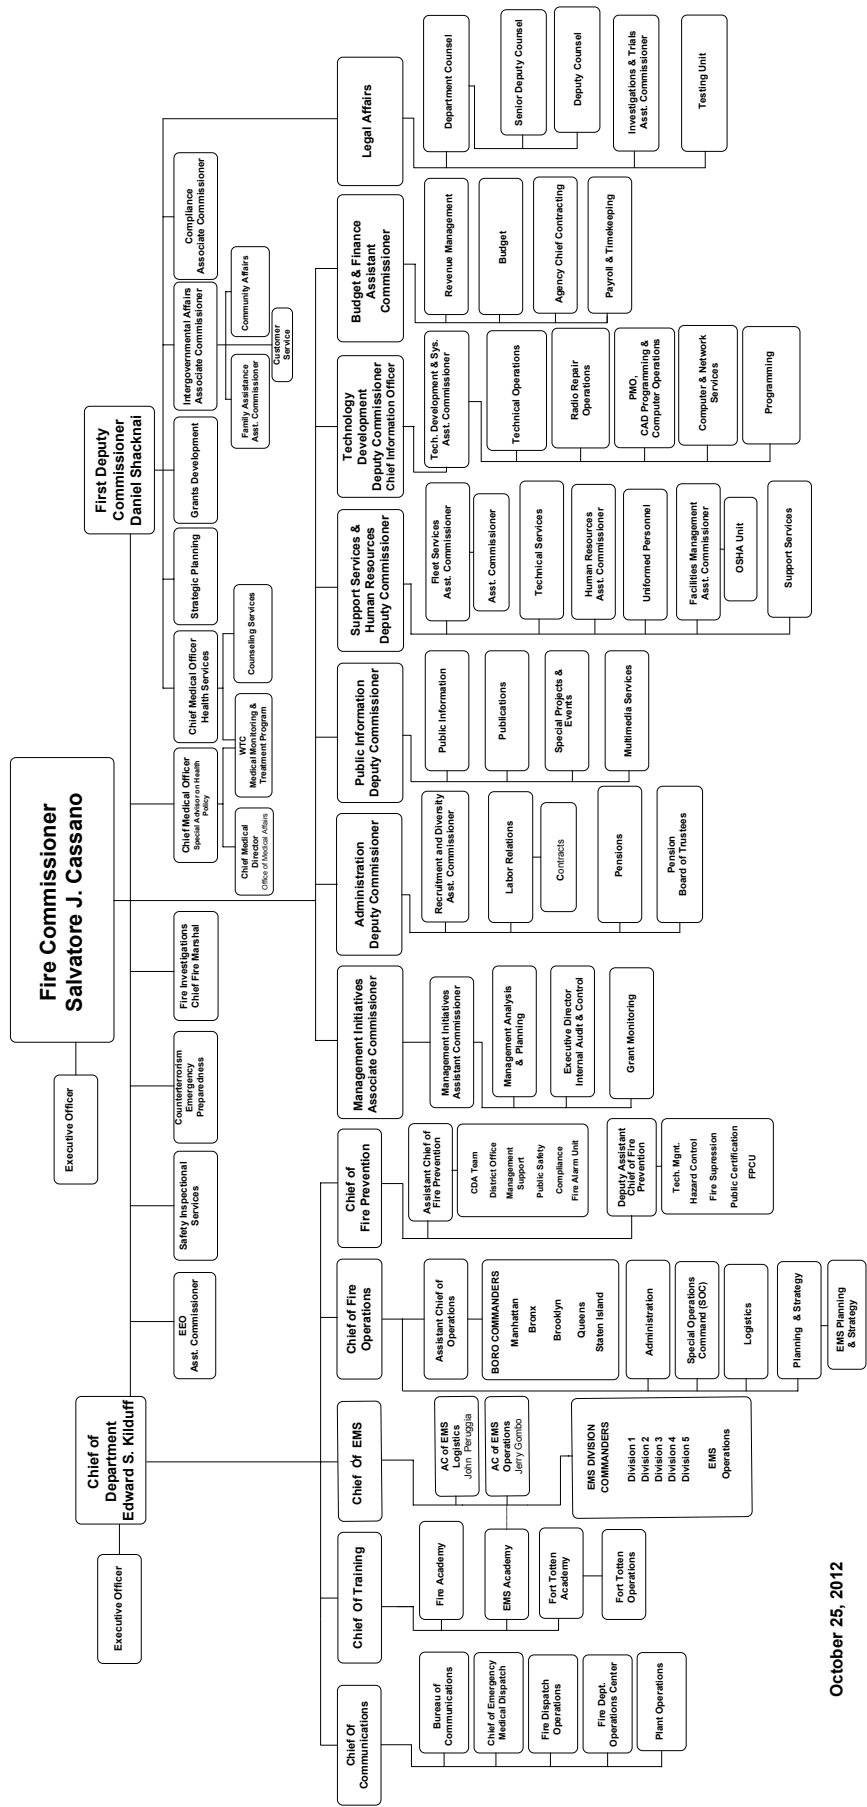 Fire Commissioner
Salvatore J. Cassano
Executive Officer
Chief of
Department
Edward S. Kilduff
Executive Officer
First Deputy
Commissioner
Daniel Shacknai
EEO
Asst. Commissioner
Safety Inspectional
Services
Counterterrorism
Emergency
Preparedness
Fire Investigations
Chief Fire Marshal
Chief Medical Officer
Special Advisor on Health
Policy
Chief Medical Officer
Health Services
Strategic Planning
Grants Development
Intergovernmental Affairs
Associate Commissioner
Compliance
Associate Commissioner
Chief Medical
Director
Office of Medical Affairs
WTC
Medical Monitoring &
Treatment Program
Counseling Services
Family Assistance
Asst. Commissioner
Community Affairs
Customer
Service
Chief Of
Communications
Bureau of
Communications
Chief of Emergency
Medical Dispatch
Fire Dispatch
Operations
Fire Dept.
Operations Center
Plant Operations
Chief Of Training
Fire Academy
EMS Academy
Fort Totten
Academy
Fort Totten
Operations
Chief Of EMS
AC of EMS
Logistics
John Peruggia
AC of EMS
Operations
Jerry Gombo
EMS DIVISION
COMMANDERS
Division 1
Division 2
Division 3
Division 4
Division 5
EMS
Operations
Chief of Fire
Operations
Assistant Chief of
Operations
BORO COMMANDERS
Manhattan
Bronx
Brooklyn
Queens
Staten Island
Administration
Special Operations
Command (SOC)
Logistics
Planning & Strategy
EMS Planning
& Strategy
Chief of
Fire Prevention
Assistant Chief of
Fire Prevention
CDA Team
District Office
Management
Support
Public Safety
Compliance
Fire Alarm Unit
Deputy Assistant
Chief of Fire
Prevention
Tech. Mgnt.
Hazard Control
Fire Supression
Public Certification
FPCU
Management Initiatives
Associate Commissioner
Management Initiatives
Assistant Commissioner
Management Analysis
& Planning
Executive Director
Internal Audit & Control
Grant Monitoring
Administration
Deputy Commissioner
Recruitment and Diversity
Asst. Commissioner
Labor Relations
Contracts
Pensions
Pension
Board of Trustees
Public Information
Deputy Commissioner
Public Information
Publications
Special Projects &
Events
Multimedia Services
Support Services &
Human Resources
Deputy Commissioner
Fleet Services
Asst. Commissioner
Asst. Commissioner
Technical Services
Human Resources
Asst. Commissioner
Uniformed Personnel
Facilities Management
Asst. Commissioner
OSHA Unit
Support Services
Technology
Development
Deputy Commissioner
Chief Information Officer
Tech. Development & Sys.
Asst. Commissioner
Technical Operations
Radio Repair
Operations
PMO,
CAD Programming &
Computer Operations
Computer & Network
Services
Programming
Budget & Finance
Assistant
Commissioner
Revenue Management
Budget
Agency Chief Contracting
Payroll & Timekeeping
Legal Affairs
Department Counsel
Senior Deputy Counsel
Deputy Counsel
Investigations & Trials
Asst. Commissioner
Testing Unit
October 25, 2012